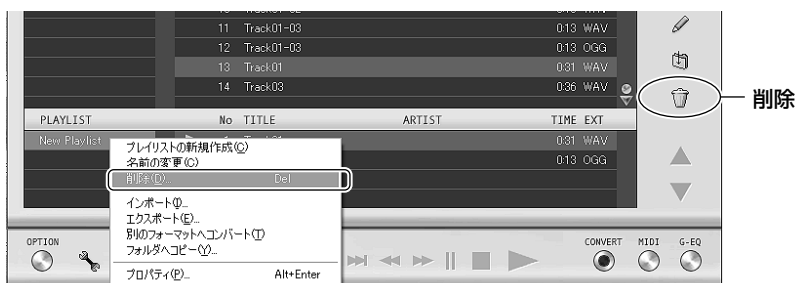 11 Track01-03 0:13 WAV
12 Track01-03 0:13 OGG
13 Track01 0:31 WAV
14 Track03 0:36 WAV
削除
PLAYLIST No TITLE ARTIST TIME EXT
New Playlist 0:31 WAV
0:13 OGG
プレイリストの新規作成(C)
名前の変更(C)
削除(D)... Del
インポート(I)...
エクスポート(E)...
別のフォーマットへコンバート(T)
フォルダへコピー(Y)...
プロパティ(P)... Alt+Enter
OPTION CONVERT MIDI G-EQ